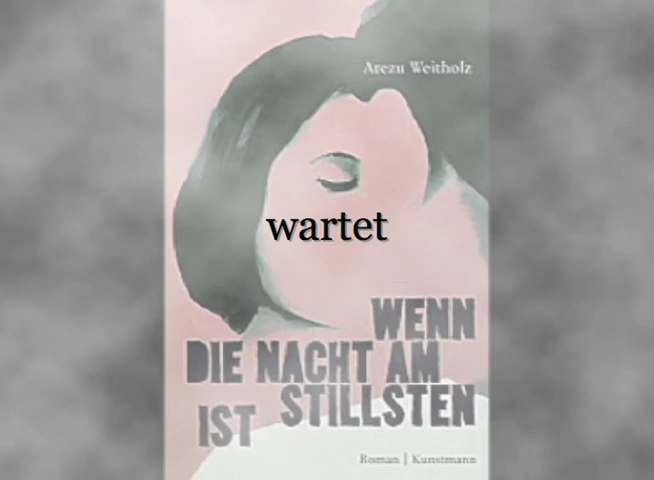 Arezu Weitholz
wartet
WENN
DIE NACHT AM
STILLSTEN
IST
Roman | Kunstmann